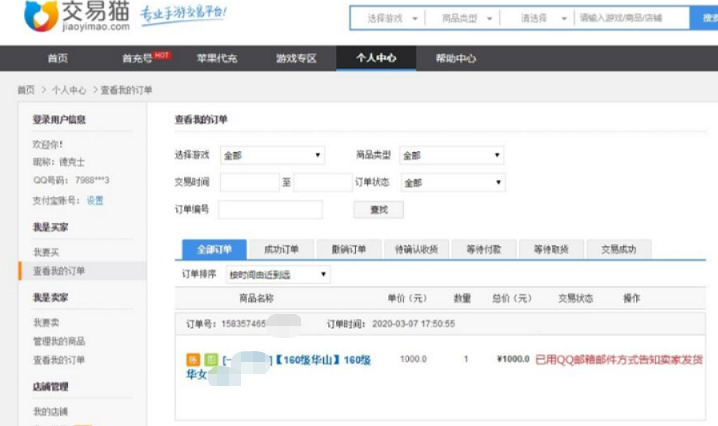 交易猫
jiaoyimao.com
专业手游交易平台!
选择游戏 商品类型 请选择 请输入游戏/商品/店铺 搜索
首页 首充号 HOT 苹果代充 游戏专区 个人中心 帮助中心
首页 > 个人中心 > 查看我的订单
登录用户信息
欢迎你!
昵称:德克士
QQ号码: 7988***3
支付宝账号: 设置
我是买家
我要买
查看我的订单
我是卖家
我要卖
管理我的商品
查看我的订单
店铺管理
我的店铺
查看我的订单
选择游戏 全部 商品类型 全部
交易时间 至 订单状态 全部
订单编号 查找
全部订单 成功订单 撤销订单 待确认收货 等待付款 等待取货 交易成功
订单排序 按时间由近到远
商品名称 单价(元) 数量 总价(元) 交易状态 操作
订单号: 158357465 订单时间: 2020-03-07 17:50:55
【160级华山】160级 1000.0 1 ¥1000.0 已用QQ邮箱邮件方式告知卖家发货
华女